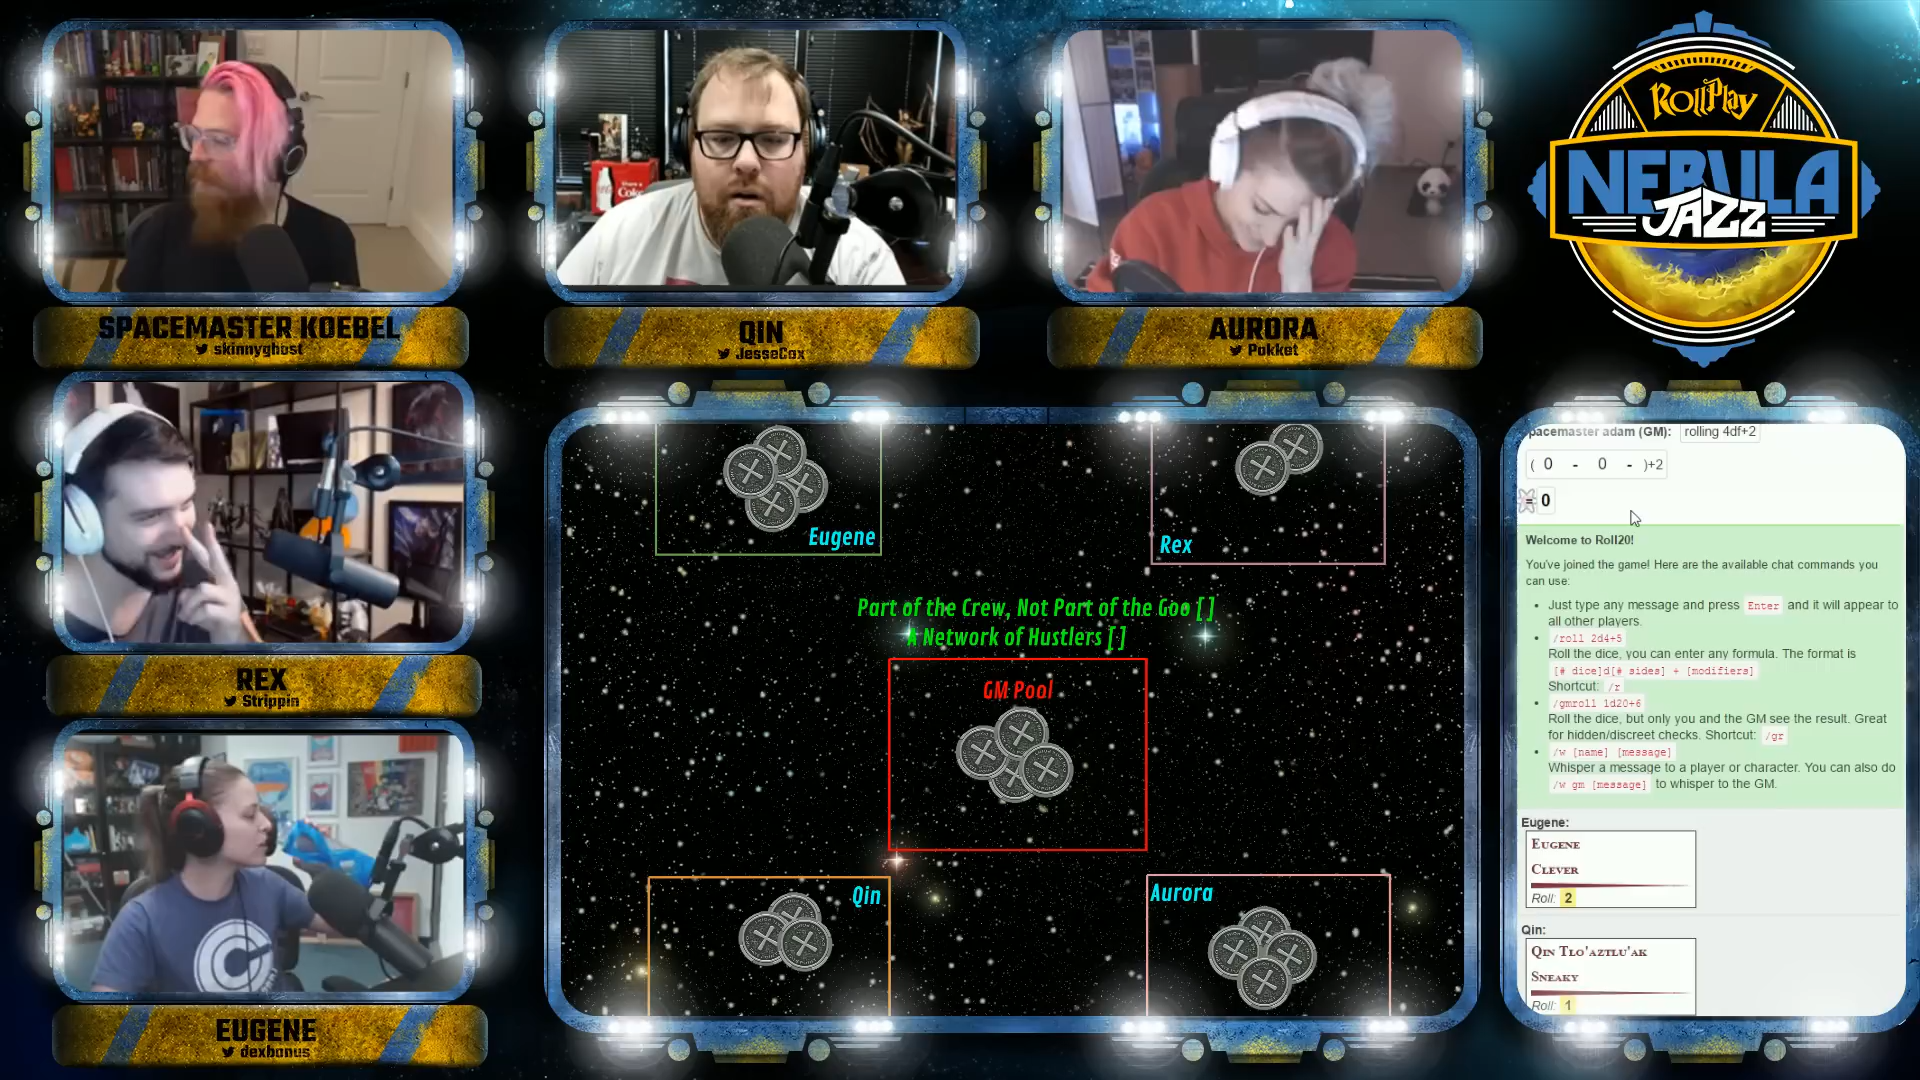 SPACEMASTER KOEBEL
skinnyghost
QIN
JesseCox
AURORA
Pokket
ROLLPLAY
NEBULA
JAZZ
REX
Strippin
EUGENE
dexbonus
Eugene
Rex
Part of the Crew, Not Part of the Goo [ ]
A Network of Hustlers [ ]
GM Pool
Qin
Aurora
spacemaster adam (GM): rolling 4df+2
( 0 - 0 - )+2
= 0
Welcome to Roll20!
You've joined the game! Here are the available chat commands you
can use:
• Just type any message and press Enter and it will appear to
all other players.
• /roll 2d4+5
Roll the dice, you can enter any formula. The format is
[# dice]d[# sides] + [modifiers]
Shortcut: /r
• /gmroll 1d20+6
Roll the dice, but only you and the GM see the result. Great
for hidden/discreet checks. Shortcut: /gr
• /w [name] [message]
Whisper a message to a player or character. You can also do
/w gm [message] to whisper to the GM.
Eugene:
EUGENE
CLEVER
Roll: 2
Qin:
QIN TLO'AZTLU'AK
SNEAKY
Roll: 1